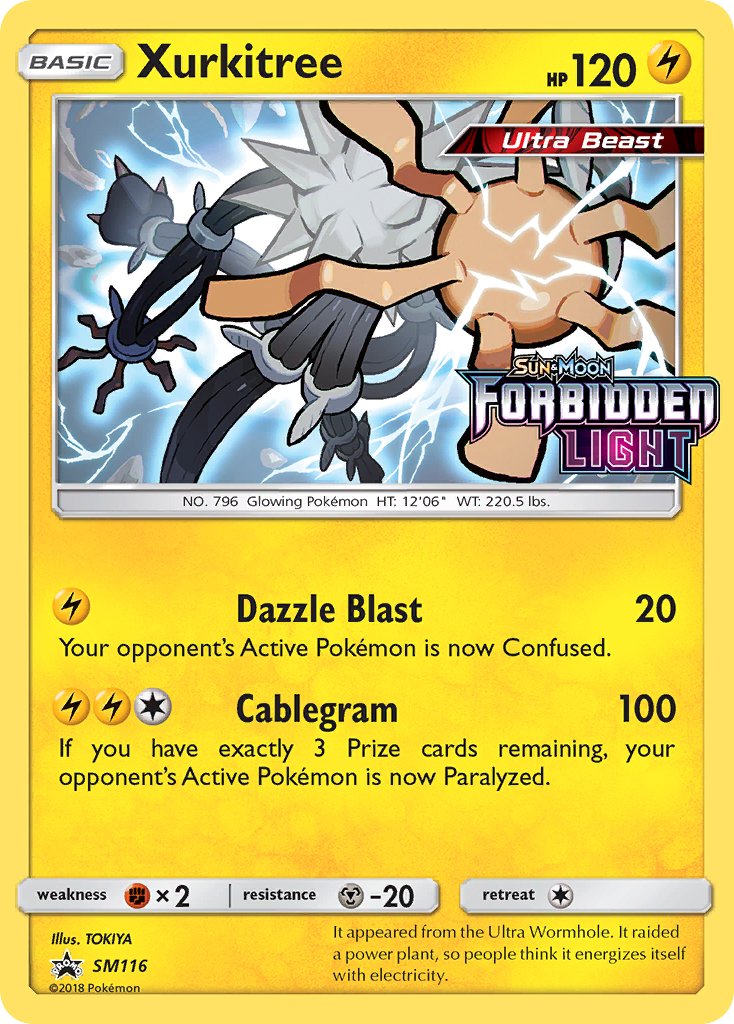 BASIC Xurkitree HP 120
Ultra Beast
SUN & MOON
FORBIDDEN
LIGHT
NO. 796 Glowing Pokémon HT: 12'06" WT: 220.5 lbs.
Dazzle Blast 20
Your opponent's Active Pokémon is now Confused.
Cablegram 100
If you have exactly 3 Prize cards remaining, your
opponent's Active Pokémon is now Paralyzed.
weakness × 2 resistance -20 retreat
Illus. TOKIYA
PROMO SM116
©2018 Pokémon
It appeared from the Ultra Wormhole. It raided
a power plant, so people think it energizes itself
with electricity.